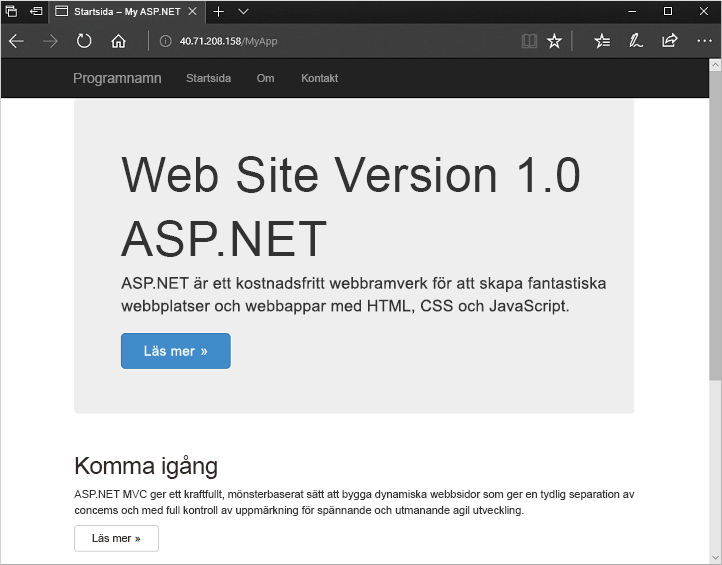 Startsida – My ASP.NET
40.71.208.158/MyApp
Programnamn Startsida Om Kontakt
Web Site Version 1.0
ASP.NET
ASP.NET är ett kostnadsfritt webbramverk för att skapa fantastiska
webbplatser och webbappar med HTML, CSS och JavaScript.
Läs mer »
Komma igång
ASP.NET MVC ger ett kraftfullt, mönsterbaserat sätt att bygga dynamiska webbsidor som ger en tydlig separation av
concems och med full kontroll av uppmärkning för spännande och utmanande agil utveckling.
Läs mer »